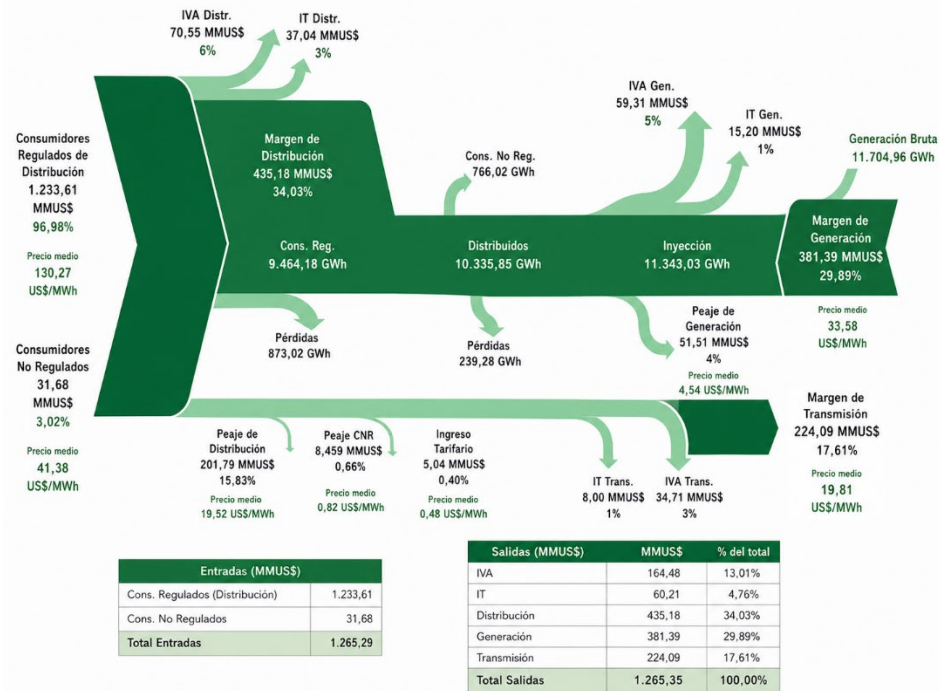 IVA Distr.
70,55 MMUS$
6%
IT Distr.
37,04 MMUS$
3%
Consumidores
Regulados de
Distribución
1.233,61
MMUS$
96,98%
Precio medio
130,27
US$/MWh
Margen de
Distribución
435,18 MMUS$
34,03%
Cons. No Reg.
766,02 GWh
IVA Gen.
59,31 MMUS$
5%
IT Gen.
15,20 MMUS$
1%
Generación Bruta
11.704,96 GWh
Cons. Reg.
9.464,18 GWh
Distribuidos
10.335,85 GWh
Inyección
11.343,03 GWh
Margen de
Generación
381,39 MMUS$
29,89%
Precio medio
33,58
US$/MWh
Pérdidas
873,02 GWh
Pérdidas
239,28 GWh
Peaje de
Generación
51,51 MMUS$
4%
Precio medio
4,54 US$/MWh
Consumidores
No Regulados
31,68
MMUS$
3,02%
Precio medio
41,38
US$/MWh
Peaje de
Distribución
201,79 MMUS$
15,83%
Precio medio
19,52 US$/MWh
Peaje CNR
8,459 MMUS$
0,66%
Precio medio
0,82 US$/MWh
Ingreso
Tarifario
5,04 MMUS$
0,40%
Precio medio
0,48 US$/MWh
IT Trans.
8,00 MMUS$
1%
IVA Trans.
34,71 MMUS$
3%
Margen de
Transmisión
224,09 MMUS$
17,61%
Precio medio
19,81
US$/MWh
Entradas (MMUS$)
Cons. Regulados (Distribución) 1.233,61
Cons. No Regulados 31,68
Total Entradas 1.265,29
Salidas (MMUS$) MMUS$ % del total
IVA 164,48 13,01%
IT 60,21 4,76%
Distribución 435,18 34,03%
Generación 381,39 29,89%
Transmisión 224,09 17,61%
Total Salidas 1.265,35 100,00%